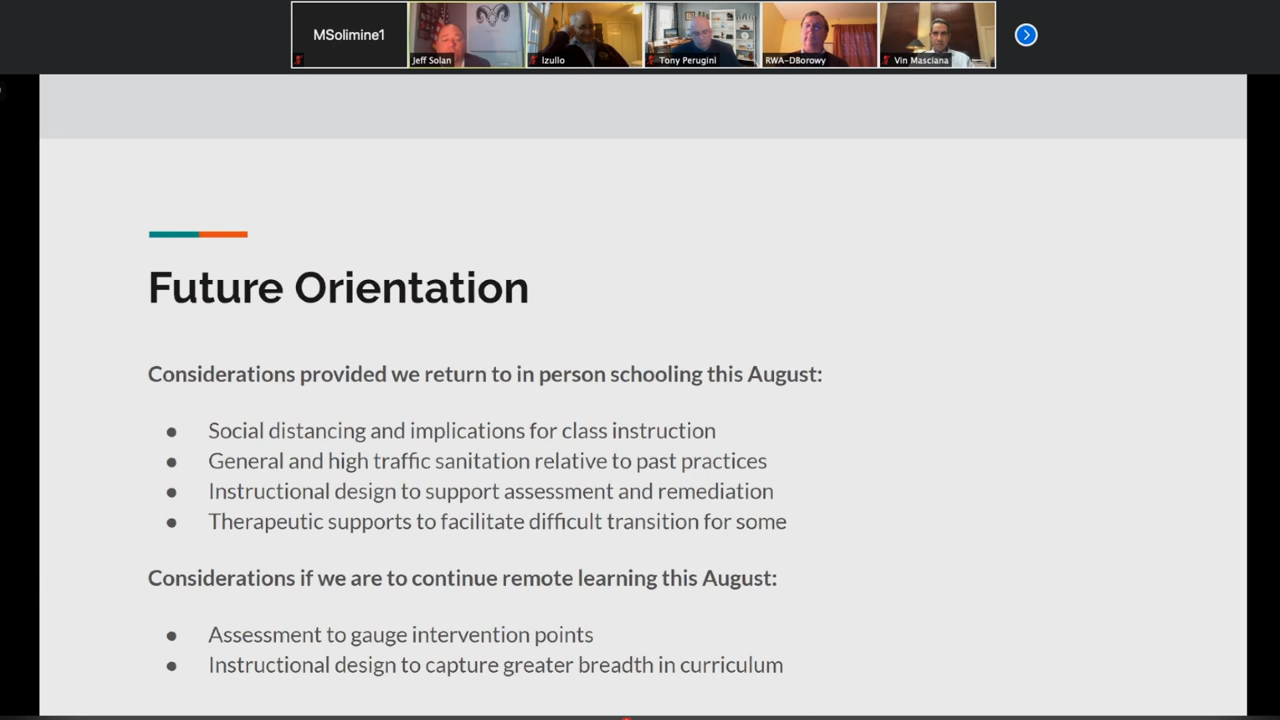 MSolimine1
Jeff Solan
lzullo
Tony Perugini
RWA-DBorowy
Vin Masciana
Future Orientation
Considerations provided we return to in person schooling this August:
● Social distancing and implications for class instruction
● General and high traffic sanitation relative to past practices
● Instructional design to support assessment and remediation
● Therapeutic supports to facilitate difficult transition for some
Considerations if we are to continue remote learning this August:
● Assessment to gauge intervention points
● Instructional design to capture greater breadth in curriculum